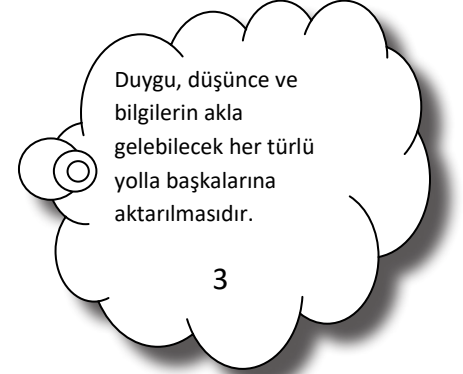 Duygu, düşünce ve
bilgilerin akla
gelebilecek her türlü
yolla başkalarına
aktarılmasıdır.
3